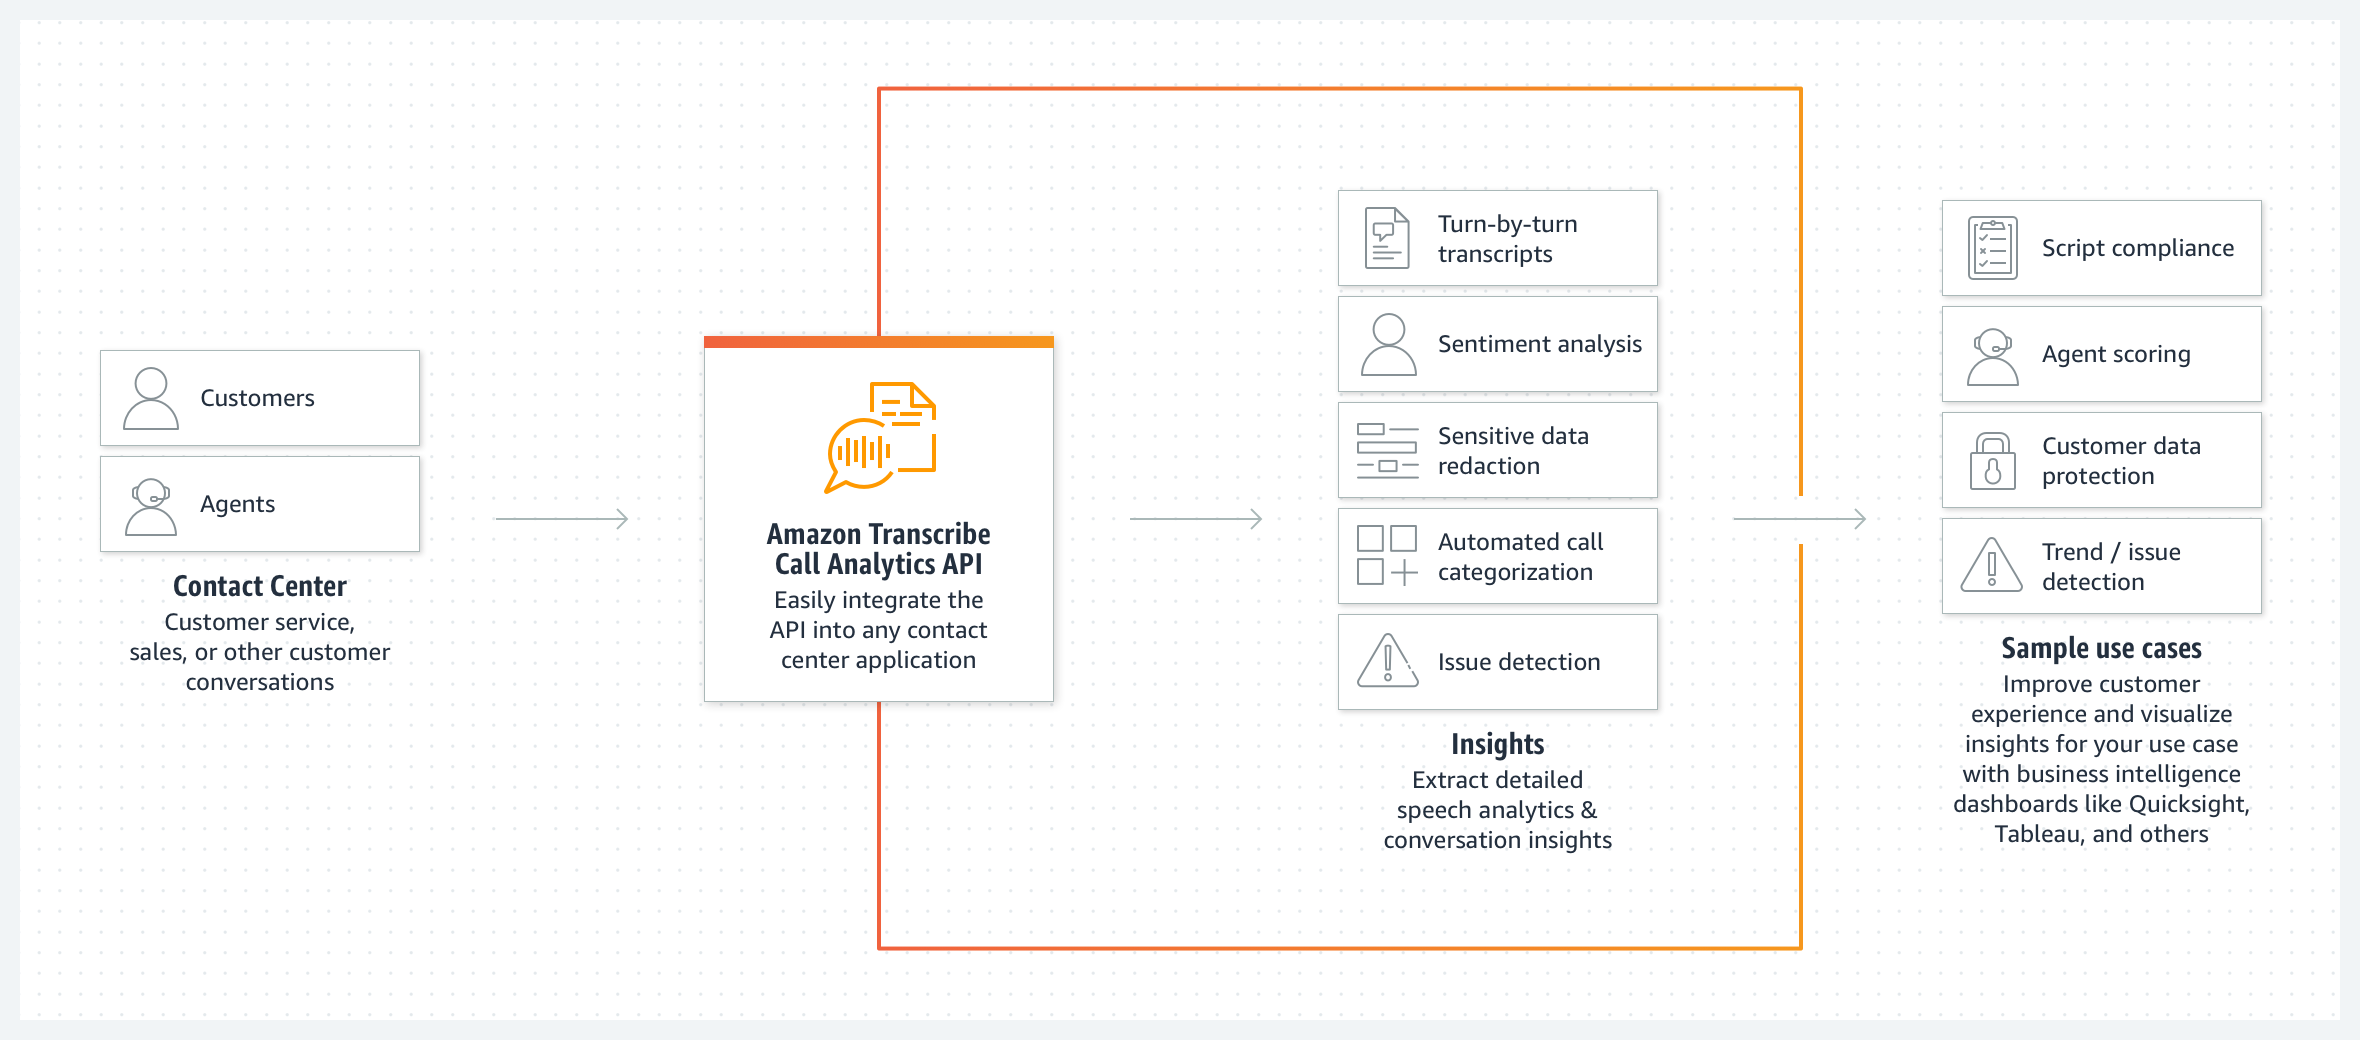 Customers
Agents
Contact Center
Customer service,
sales, or other customer
conversations
Amazon Transcribe
Call Analytics API
Easily integrate the
API into any contact
center application
Turn-by-turn
transcripts
Sentiment analysis
Sensitive data
redaction
Automated call
categorization
Issue detection
Insights
Extract detailed
speech analytics &
conversation insights
Script compliance
Agent scoring
Customer data
protection
Trend / issue
detection
Sample use cases
Improve customer
experience and visualize
insights for your use case
with business intelligence
dashboards like Quicksight,
Tableau, and others